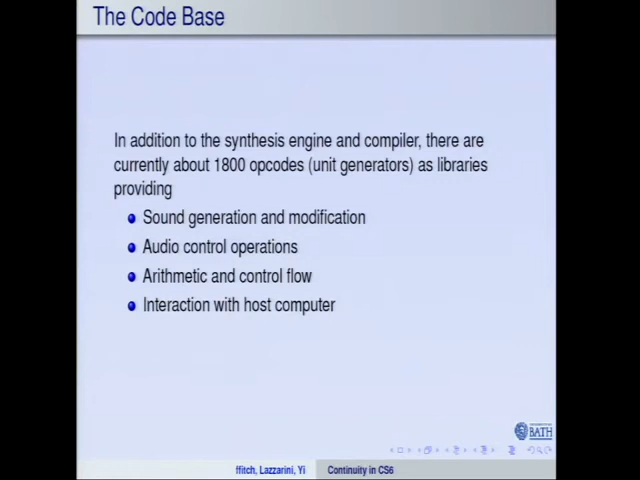 The Code Base
In addition to the synthesis engine and compiler, there are
currently about 1800 opcodes (unit generators) as libraries
providing
Sound generation and modification
Audio control operations
Arithmetic and control flow
Interaction with host computer
BATH
ffitch, Lazzarini, Yi
Continuity in CS6